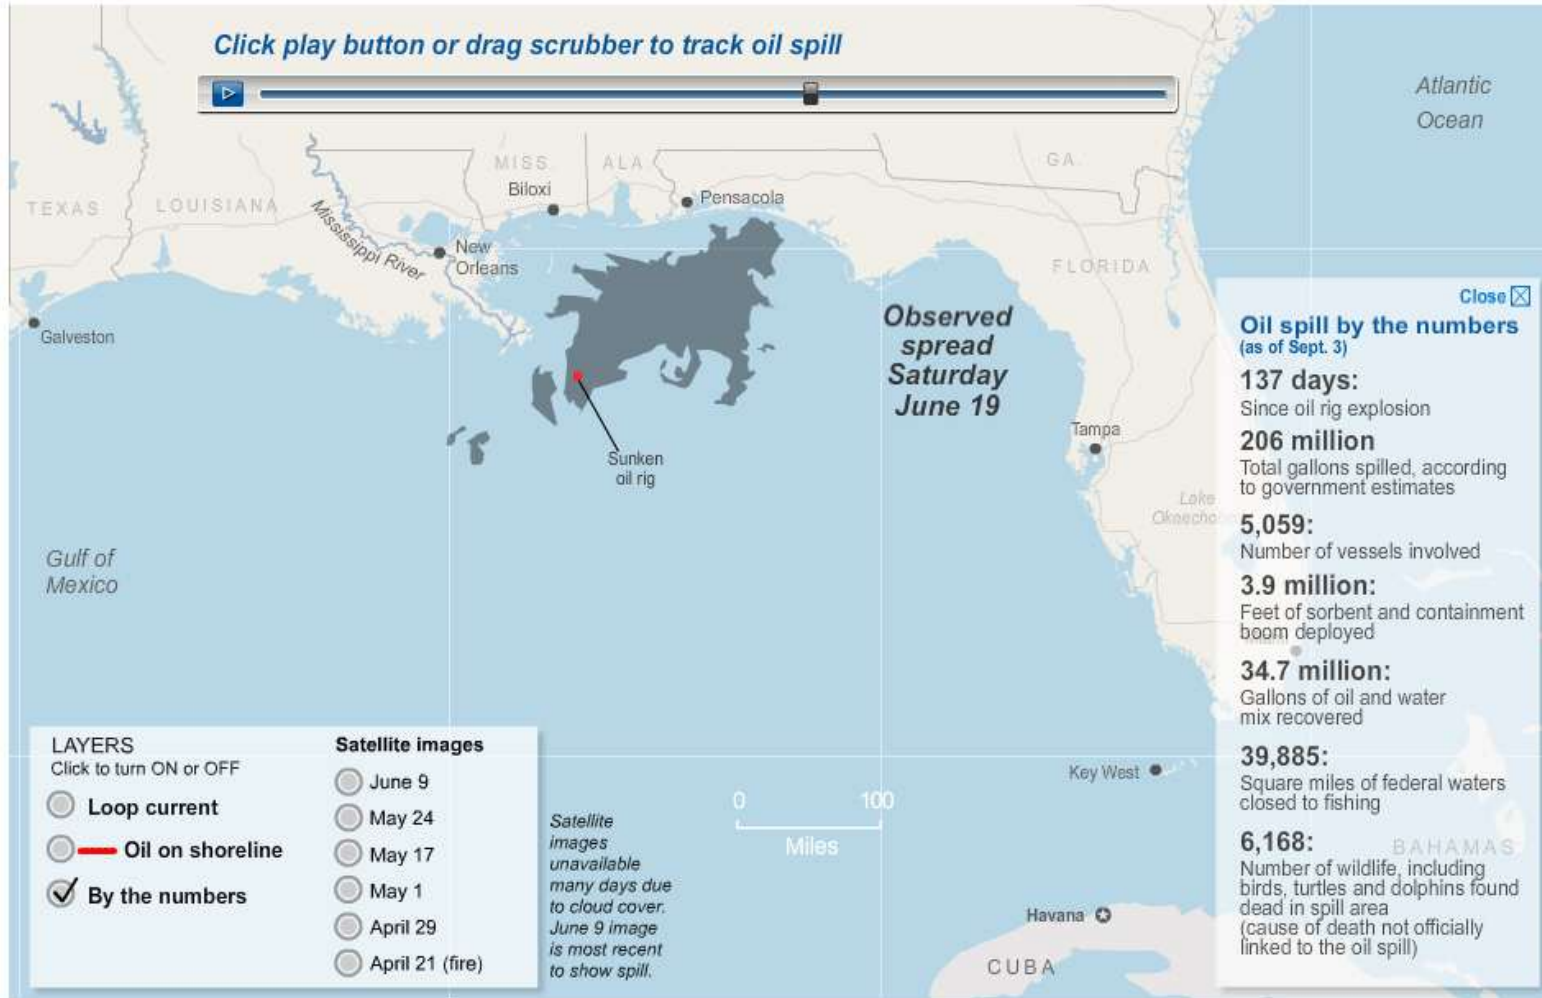 Click play button or drag scrubber to track oil spill
Atlantic
Ocean
MISS.
ALA.
GA.
Biloxi
Pensacola
TEXAS
LOUISIANA
Mississippi River
New
Orleans
FLORIDA
Galveston
Observed
spread
Saturday
June 19
Tampa
Sunken
oil rig
Lake
Gulf of
Mexico
Key West
Havana
CUBA
BAHAMAS
0 100
Miles
Close
Oil spill by the numbers
(as of Sept. 3)
137 days:
Since oil rig explosion
206 million
Total gallons spilled, according
to government estimates
5,059:
Number of vessels involved
3.9 million:
Feet of sorbent and containment
boom deployed
34.7 million:
Gallons of oil and water
mix recovered
39,885:
Square miles of federal waters
closed to fishing
6,168:
Number of wildlife, including
birds, turtles and dolphins found
dead in spill area
(cause of death not officially
linked to the oil spill)
LAYERS
Click to turn ON or OFF
Loop current
Oil on shoreline
By the numbers
Satellite images
June 9
May 24
May 17
May 1
April 29
April 21 (fire)
Satellite
images
unavailable
many days due
to cloud cover.
June 9 image
is most recent
to show spill.